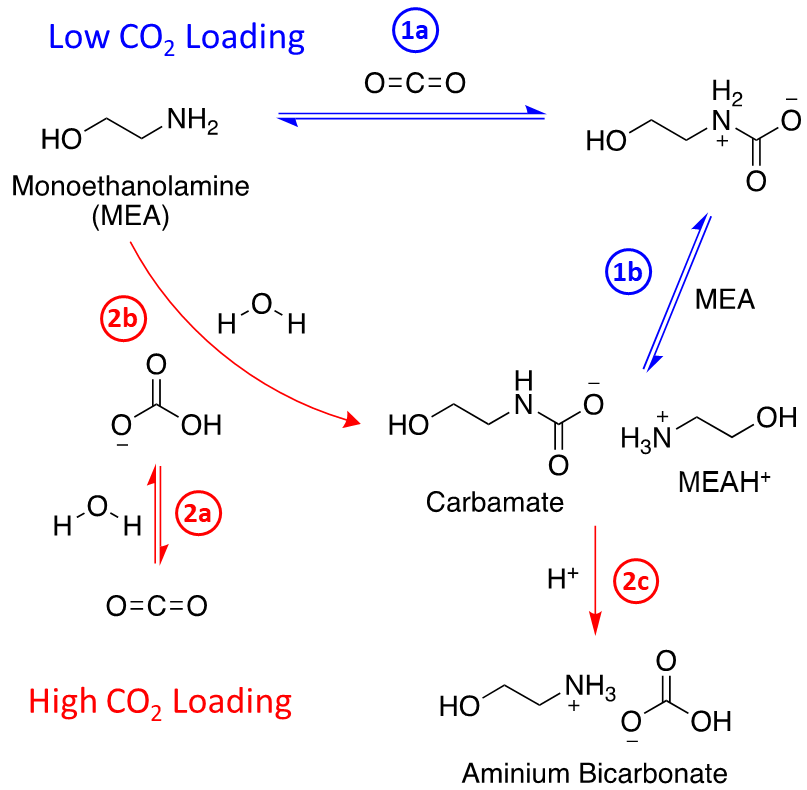 Low CO₂ Loading
1a
O=C=O
HO NH₂
Monoethanolamine
(MEA)
H₂
HO N O
+ −
O
1b
MEA
2b
O
H H
O
O OH
−
H
HO N O
−
O
Carbamate
H₃N OH
+
MEAH⁺
O
H H
2a
O=C=O
H⁺
2c
High CO₂ Loading
HO NH₃
+
O
O OH
−
Aminium Bicarbonate